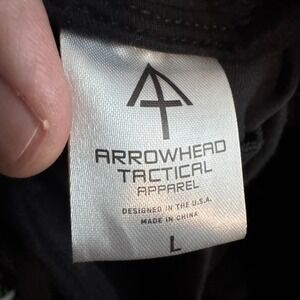 ARROWHEAD
TACTICAL
APPAREL
DESIGNED IN THE U.S.A.
MADE IN CHINA
L